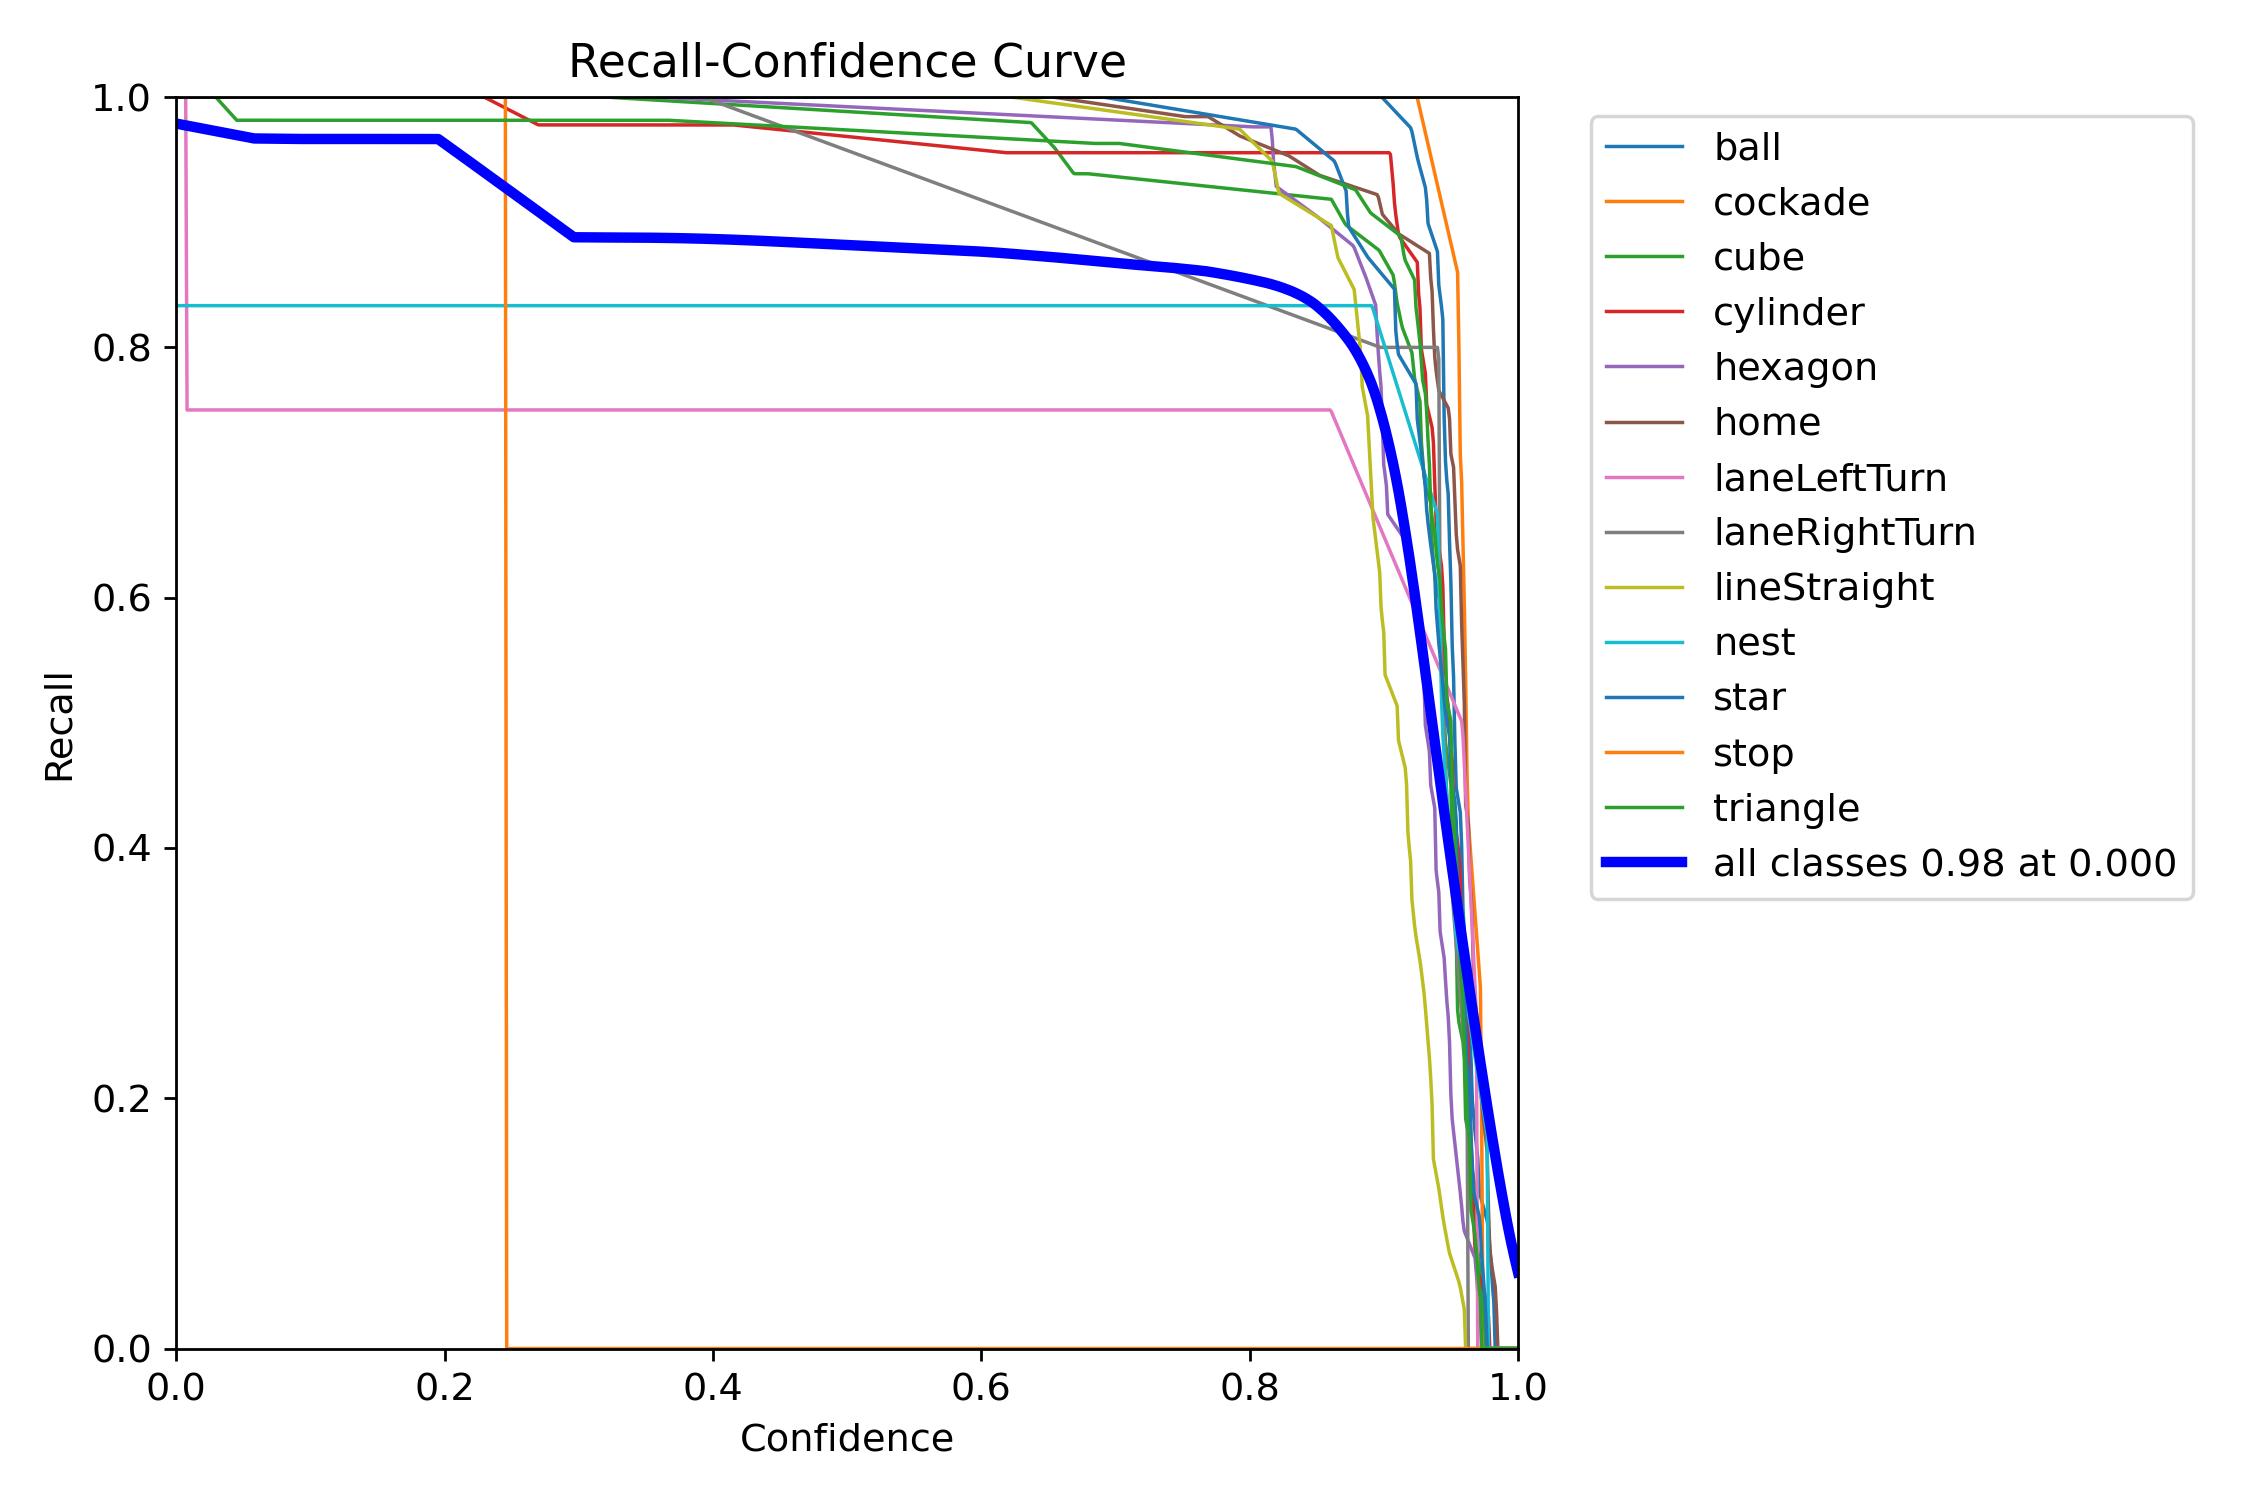 Recall-Confidence Curve
1.0
0.8
0.6
0.4
0.2
0.0
Recall
0.0 0.2 0.4 0.6 0.8 1.0
Confidence
ball
cockade
cube
cylinder
hexagon
home
laneLeftTurn
laneRightTurn
lineStraight
nest
star
stop
triangle
all classes 0.98 at 0.000